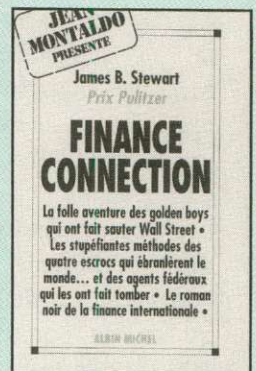 JEAN
MONTALDO
PRESENTE
James B. Stewart
Prix Pulitzer
FINANCE
CONNECTION
La folle aventure des golden boys
qui ont fait sauter Wall Street •
Les stupéfiantes méthodes des
quatre escrocs qui ébranlèrent le
monde... et des agents fédéraux
qui les ont fait tomber • Le roman
noir de la finance internationale •
ALBIN MICHEL